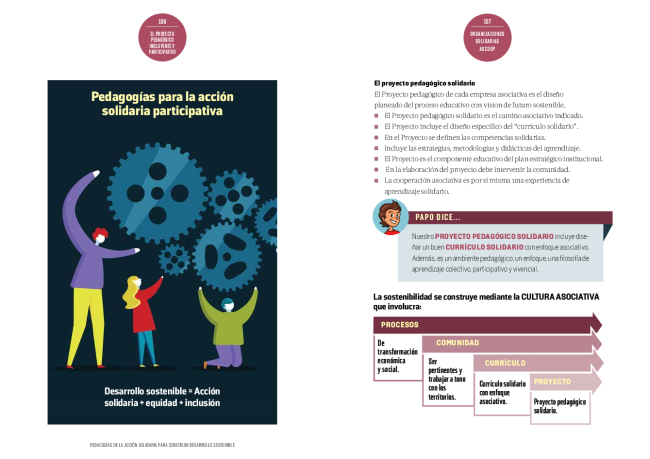 106
EL PROYECTO
PEDAGÓGICO
INCLUYENTE Y
PARTICIPATIVO
Pedagogías para la acción
solidaria participativa
Desarrollo sostenible = Acción
solidaria + equidad + inclusión
PEDAGOGÍAS DE LA ACCIÓN SOLIDARIA PARA CONSTRUIR DESARROLLO SOSTENIBLE
107
ORGANIZACIONES
SOLIDARIAS
ASCOOP
El proyecto pedagógico solidario
El Proyecto pedagógico de cada empresa asociativa es el diseño
planeado del proceso educativo con vision de futuro sostenible.
■ El Proyecto pedagógico solidario es el camino asociativo indicado.
■ El Proyecto incluye el diseño específico del “currículo solidario”.
■ En el Proyecto se definen las competencias solidarias.
■ Incluye las estrategias, metodologías y didácticas del aprendizaje.
■ El Proyecto es el componente educativo del plan estratégico institucional.
■ En la elaboración del proyecto debe intervenir la comunidad.
■ La cooperación asociativa es por sí misma una experiencia de
aprendizaje solidario.
PAPO DICE...
Nuestro PROYECTO PEDAGÓGICO SOLIDARIO incluye dise-
ñar un buen CURRÍCULO SOLIDARIO con enfoque asociativo.
Además, es un ambiente pedagógico, un enfoque, una filosofía de
aprendizaje colectivo, participativo y vivencial.
La sostenibilidad se construye mediante la CULTURA ASOCIATIVA
que involucra:
PROCESOS
De
transformación
económica
y social.
COMUNIDAD
Ser
pertinentes y
trabajar a tono
con los
territorios.
CURRÍCULO
Currículo solidario
con enfoque
asociativo.
PROYECTO
Proyecto pedagógico
solidario.